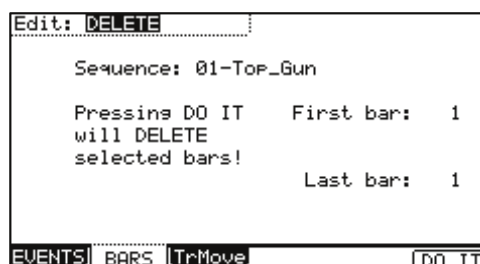 Edit: DELETE
Sequence: 01-Top_Gun
Pressing DO IT First bar: 1
will DELETE
selected bars!
Last bar: 1
EVENTS BARS TrMove DO IT